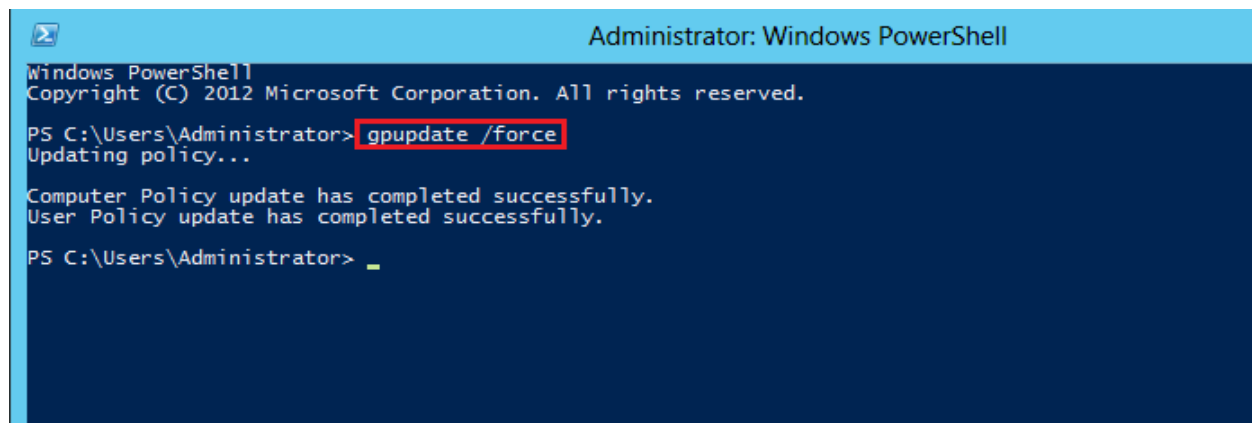 Administrator: Windows PowerShell
Windows PowerShell
Copyright (C) 2012 Microsoft Corporation. All rights reserved.
PS C:\Users\Administrator> gpupdate /force
Updating policy...
Computer Policy update has completed successfully.
User Policy update has completed successfully.
PS C:\Users\Administrator> _